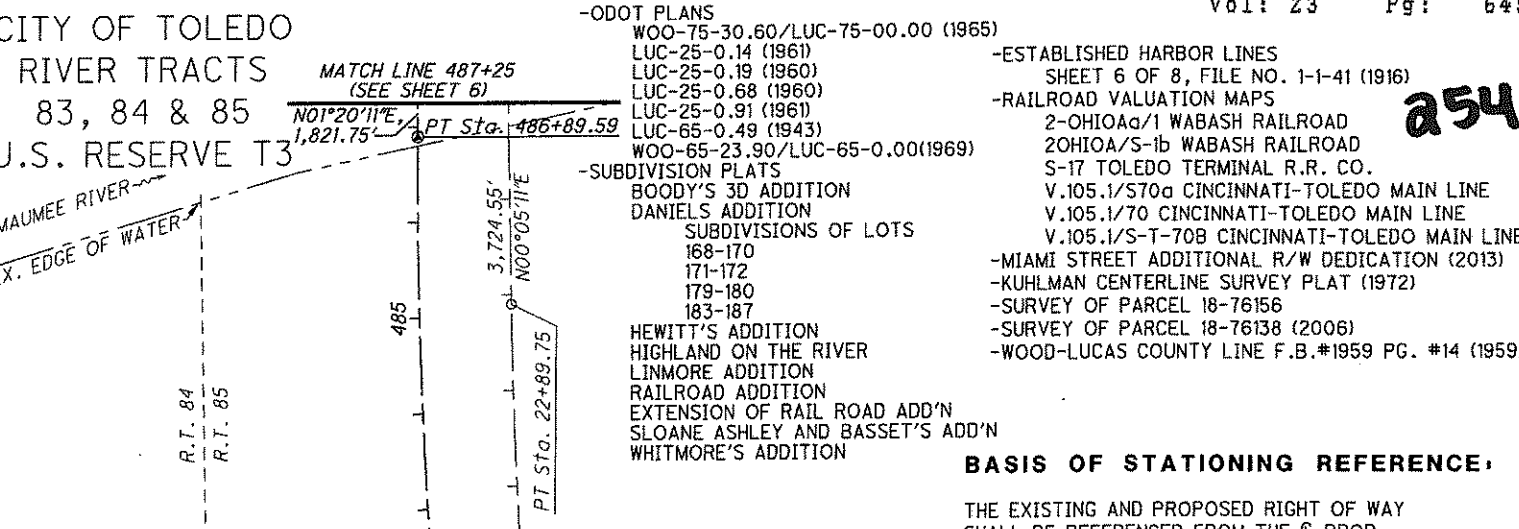 CITY OF TOLEDO
RIVER TRACTS
83, 84 & 85
U.S. RESERVE T3
MAUMEE RIVER
EX. EDGE OF WATER
MATCH LINE 487+25
(SEE SHEET 6)
N01°20'11"E,
1,821.75'
PT Sta. 486+89.59
3,724.55'
N00°05'11"E
485
PT Sta. 22+89.75
R.T. 84
R.T. 85
-ODOT PLANS
WOO-75-30.60/LUC-75-00.00 (1965)
LUC-25-0.14 (1961)
LUC-25-0.19 (1960)
LUC-25-0.68 (1960)
LUC-25-0.91 (1961)
LUC-65-0.49 (1943)
WOO-65-23.90/LUC-65-0.00(1969)
-SUBDIVISION PLATS
BOODY'S 3D ADDITION
DANIELS ADDITION
SUBDIVISIONS OF LOTS
168-170
171-172
179-180
183-187
HEWITT'S ADDITION
HIGHLAND ON THE RIVER
LINMORE ADDITION
RAILROAD ADDITION
EXTENSION OF RAIL ROAD ADD'N
SLOANE ASHLEY AND BASSET'S ADD'N
WHITMORE'S ADDITION
Vol: 23 Pg: 645
-ESTABLISHED HARBOR LINES
SHEET 6 OF 8, FILE NO. 1-1-41 (1916)
-RAILROAD VALUATION MAPS
2-OHIOAa/1 WABASH RAILROAD
2OHIOA/S-1b WABASH RAILROAD
S-17 TOLEDO TERMINAL R.R. CO.
V.105.1/S70a CINCINNATI-TOLEDO MAIN LINE
V.105.1/70 CINCINNATI-TOLEDO MAIN LINE
V.105.1/S-T-70B CINCINNATI-TOLEDO MAIN LINE
-MIAMI STREET ADDITIONAL R/W DEDICATION (2013)
-KUHLMAN CENTERLINE SURVEY PLAT (1972)
-SURVEY OF PARCEL 18-76156
-SURVEY OF PARCEL 18-76138 (2006)
-WOOD-LUCAS COUNTY LINE F.B.#1959 PG. #14 (1959
254
BASIS OF STATIONING REFERENCE:
THE EXISTING AND PROPOSED RIGHT OF WAY
SHALL BE REFERENCED FROM THE ℄ PROP